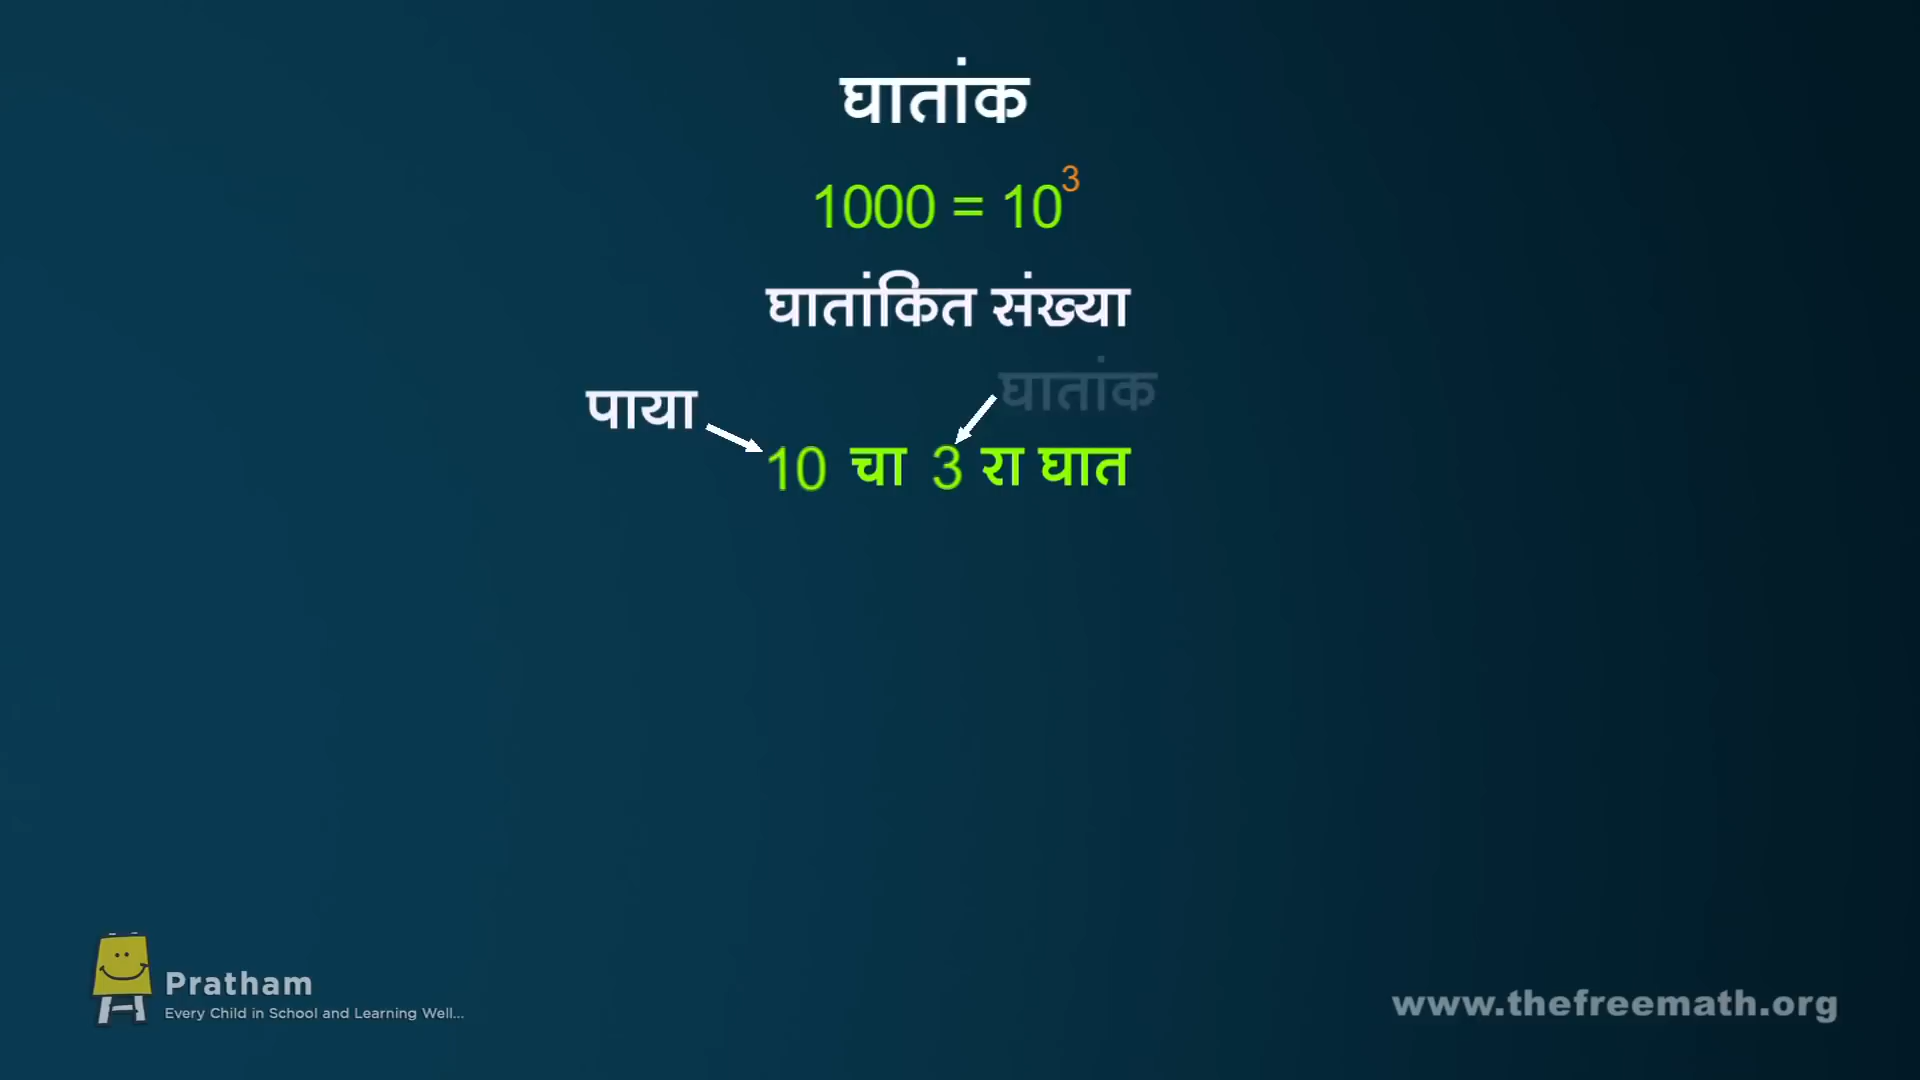 घातांक
1000 = 10³
घातांकित संख्या
पाया
घातांक
10 चा 3 रा घात
Pratham
Every Child in School and Learning Well...
www.thefreemath.org